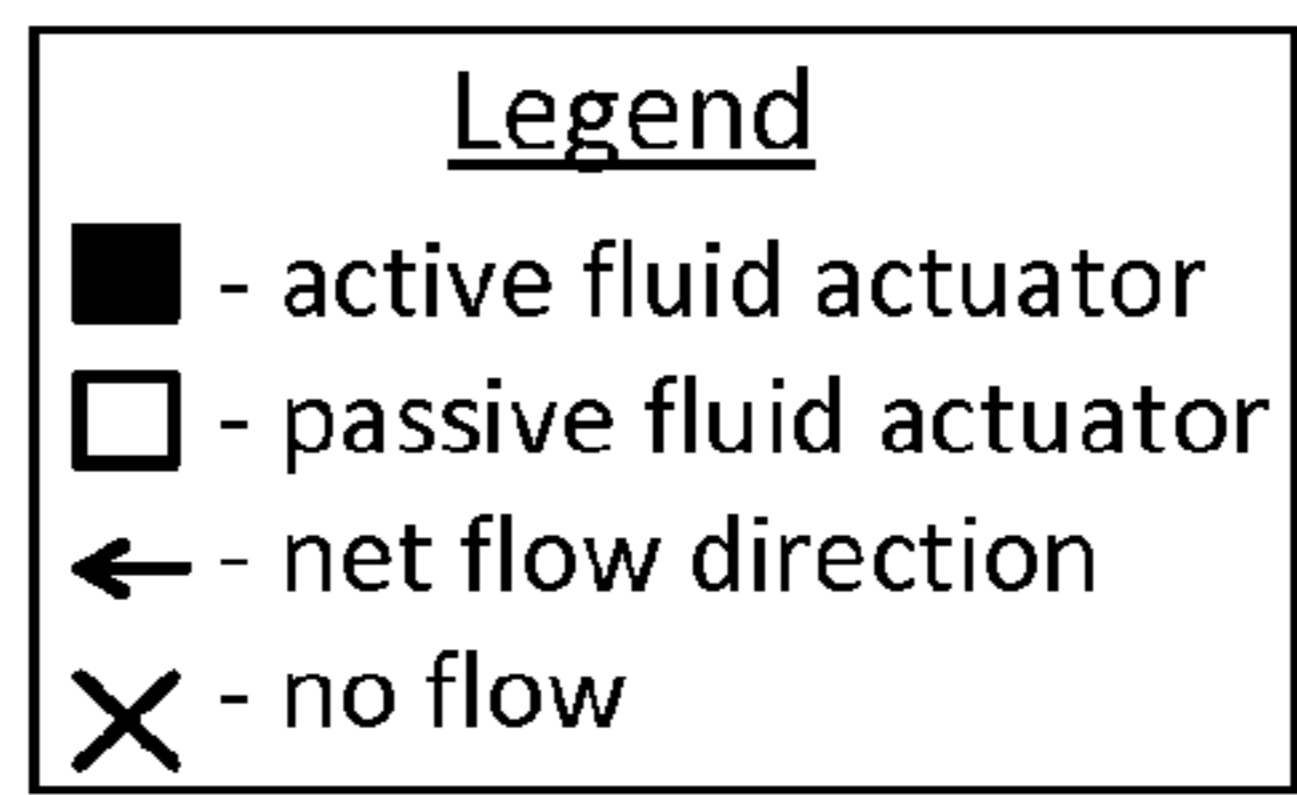 Legend
- active fluid actuator
- passive fluid actuator
- net flow direction
- no flow